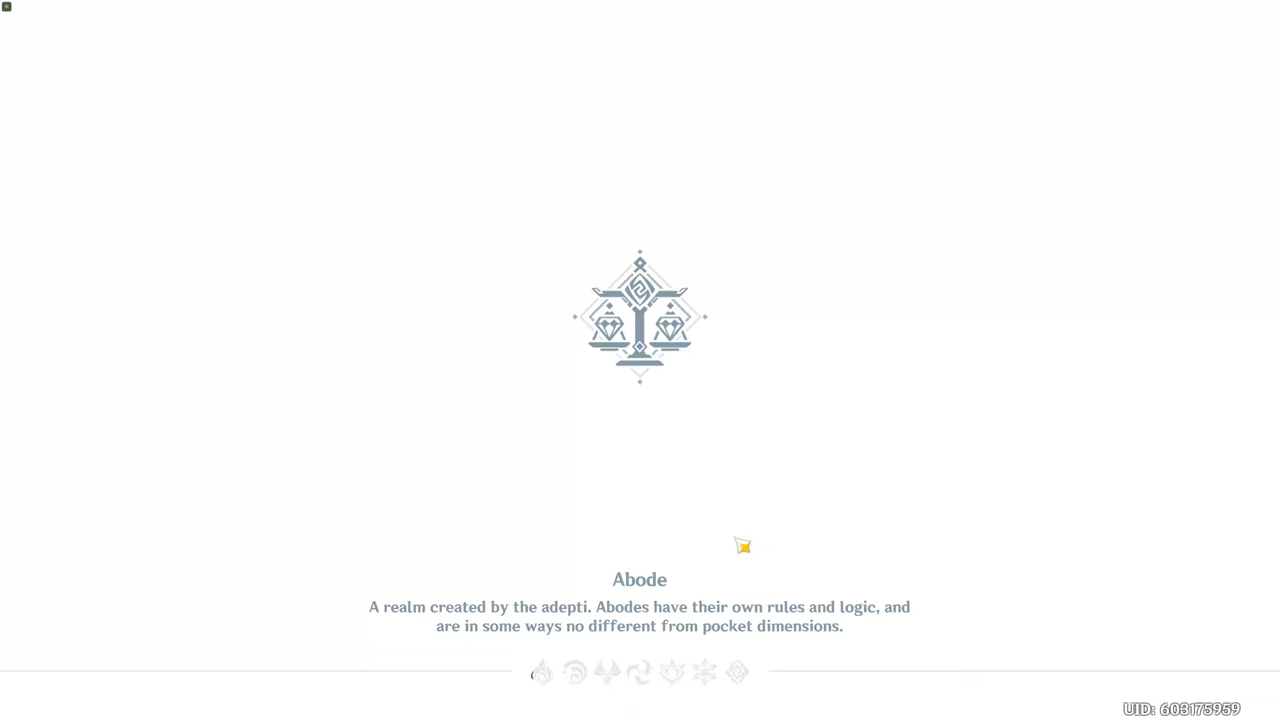 Abode
A realm created by the adepti. Abodes have their own rules and logic, and
are in some ways no different from pocket dimensions.
UID: 603175959